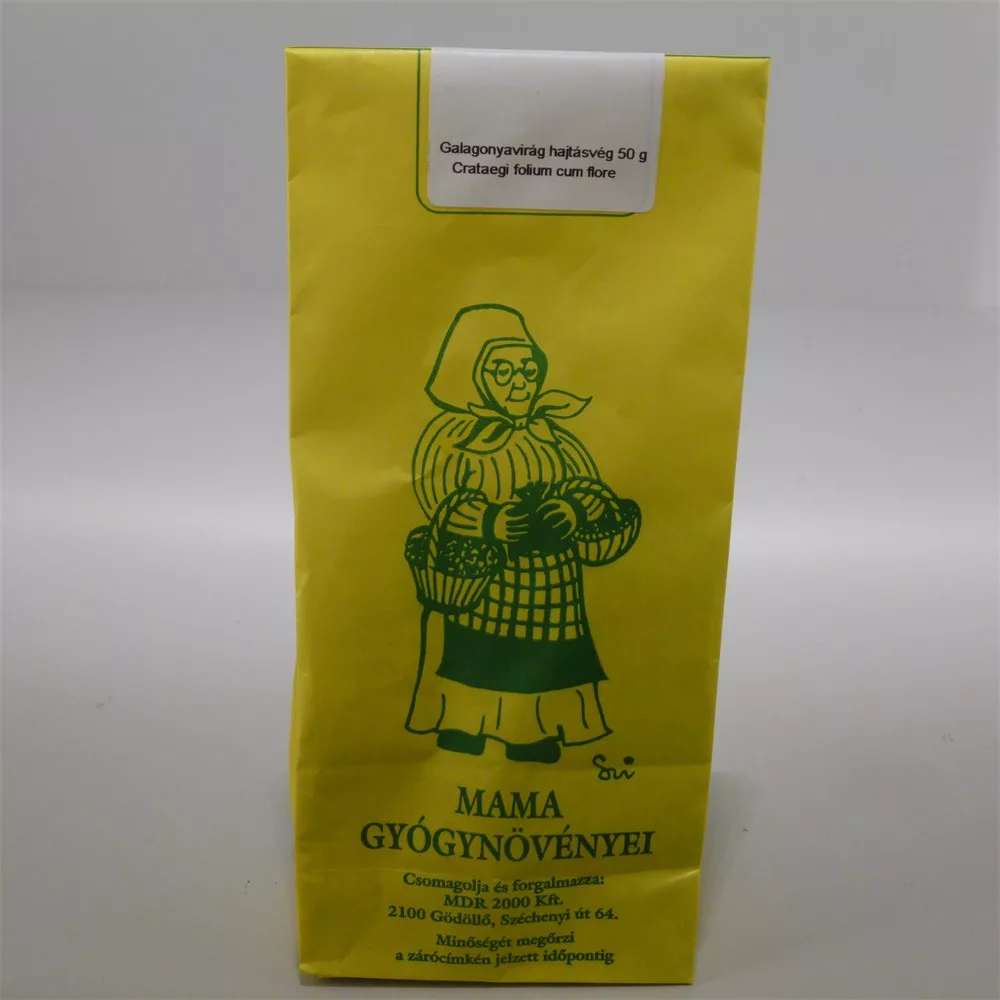 Galagonyavirág hajtásvég 50 g
Crataegi folium cum flore
Sri
MAMA
GYÓGYNÖVÉNYEI
Csomagolja és forgalmazza:
MDR 2000 Kft.
2100 Gödöllő, Széchenyi út 64.
Minőségét megőrzi
a zárócímkén jelzett időpontig